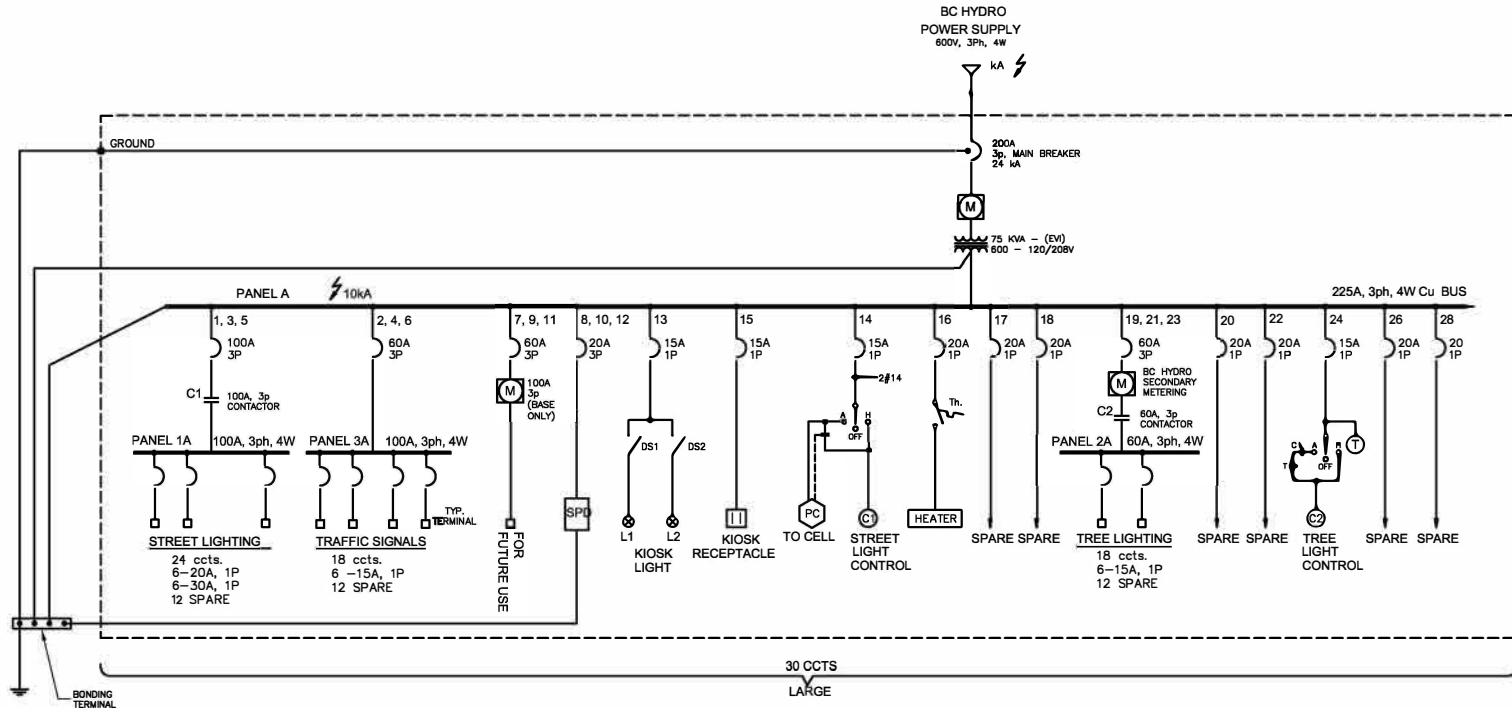 BC HYDRO
POWER SUPPLY
600V, 3Ph, 4W
kA
GROUND
200A
3p, MAIN BREAKER
24 kA
M
75 KVA – (EVI)
600 – 120/208V
PANEL A
10kA
225A, 3ph, 4W Cu BUS
1, 3, 5
100A
3P
C1
100A, 3p
CONTACTOR
PANEL 1A
100A, 3ph, 4W
STREET LIGHTING
24 ccts.
6–20A, 1P
6–30A, 1P
12 SPARE
2, 4, 6
60A
3P
PANEL 3A
100A, 3ph, 4W
TYP.
TERMINAL
TRAFFIC SIGNALS
18 ccts.
6 –15A, 1P
12 SPARE
7, 9, 11
60A
3P
M
100A
3p
(BASE
ONLY)
FOR
FUTURE USE
8, 10, 12
20A
3P
SPD
13
15A
1P
DS1
DS2
L1
L2
KIOSK
LIGHT
15
15A
1P
KIOSK
RECEPTACLE
14
15A
1P
2#14
A
H
OFF
PC
TO CELL
C1
STREET
LIGHT
CONTROL
16
20A
1P
Th.
HEATER
17
20A
1P
SPARE
18
20A
1P
SPARE
19, 21, 23
60A
3P
M
BC HYDRO
SECONDARY
METERING
C2
60A, 3p
CONTACTOR
PANEL 2A
60A, 3ph, 4W
TREE LIGHTING
18 ccts.
6–15A, 1P
12 SPARE
20
20A
1P
SPARE
22
20A
1P
SPARE
24
15A
1P
T
C
A
OFF
T
C2
TREE
LIGHT
CONTROL
26
20A
1P
SPARE
28
20
1P
SPARE
30 CCTS
LARGE
BONDING
TERMINAL